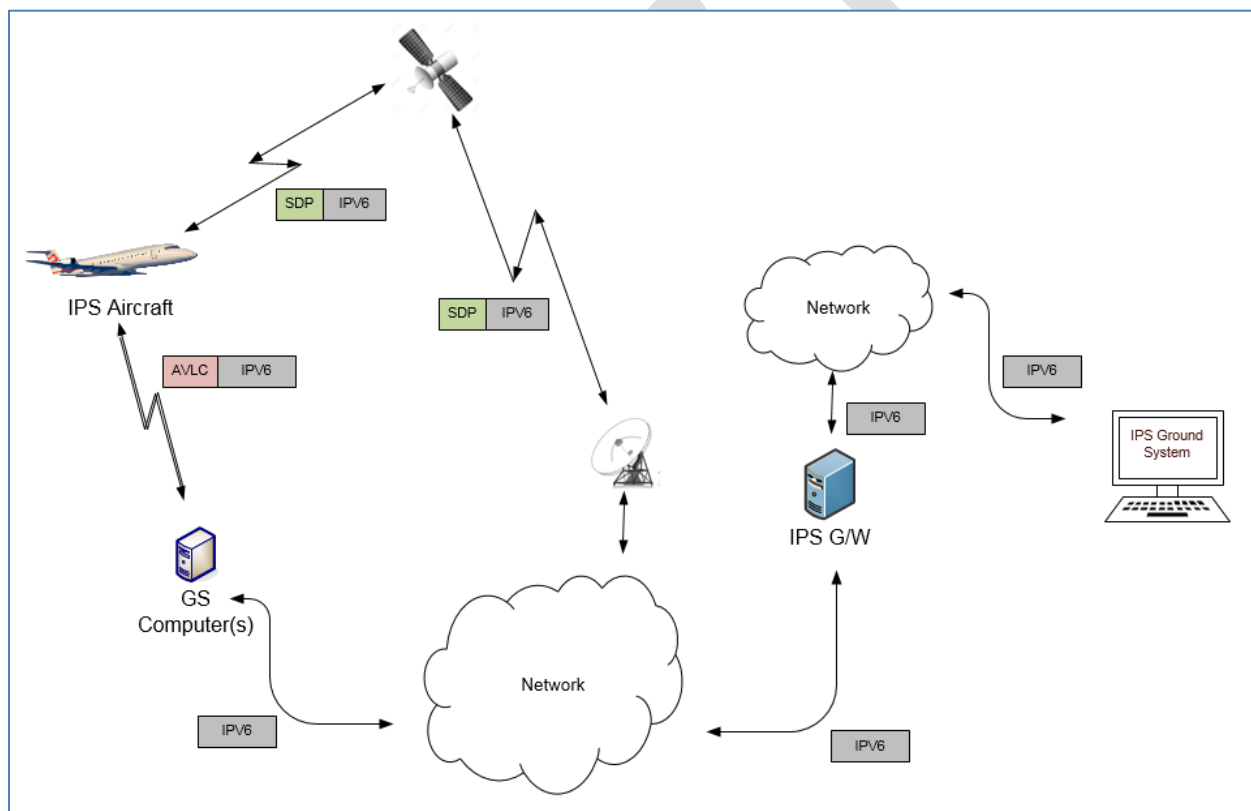 SDP IPV6
IPS Aircraft
SDP IPV6
Network
AVLC IPV6
IPV6
IPV6
IPS Ground
System
IPS G/W
GS
Computer(s)
Network
IPV6
IPV6